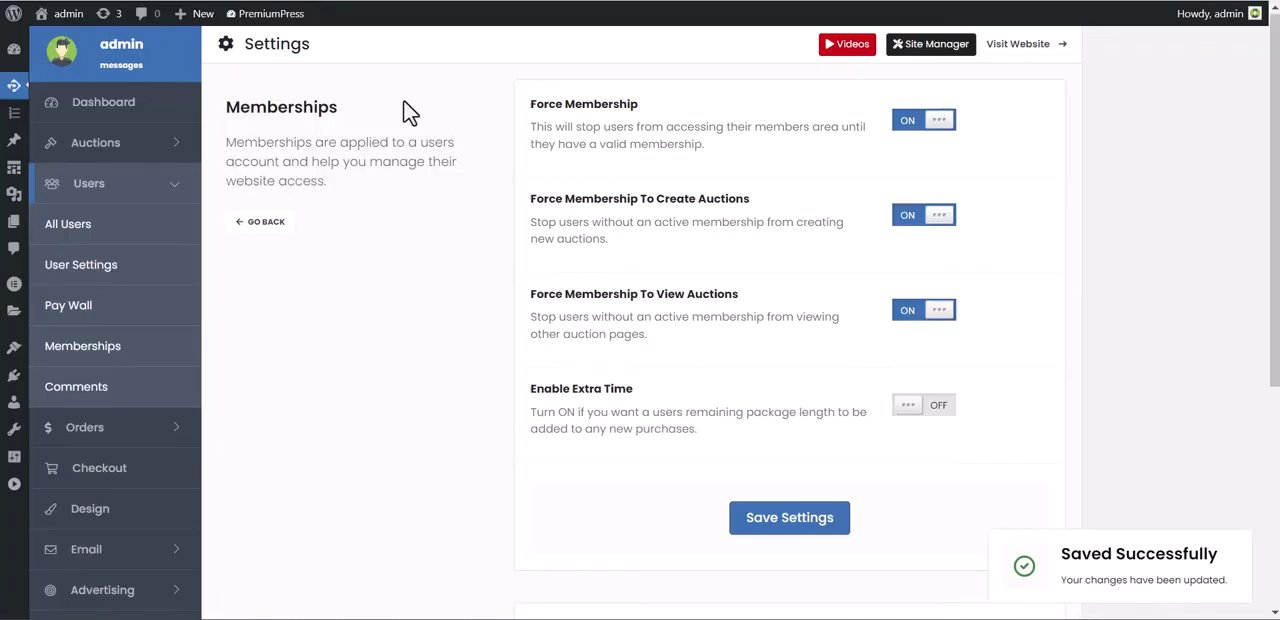 admin 3 0 New PremiumPress Howdy, admin
admin
messages
Dashboard
Auctions
Users
All Users
User Settings
Pay Wall
Memberships
Comments
$ Orders
Checkout
Design
Email
Advertising
Settings
Videos Site Manager Visit Website →
Memberships
Memberships are applied to a users
account and help you manage their
website access.
← GO BACK
Force Membership
This will stop users from accessing their members area until
they have a valid membership.
ON
Force Membership To Create Auctions
Stop users without an active membership from creating
new auctions.
ON
Force Membership To View Auctions
Stop users without an active membership from viewing
other auction pages.
ON
Enable Extra Time
Turn ON if you want a users remaining package length to be
added to any new purchases.
OFF
Save Settings
Saved Successfully
Your changes have been updated.